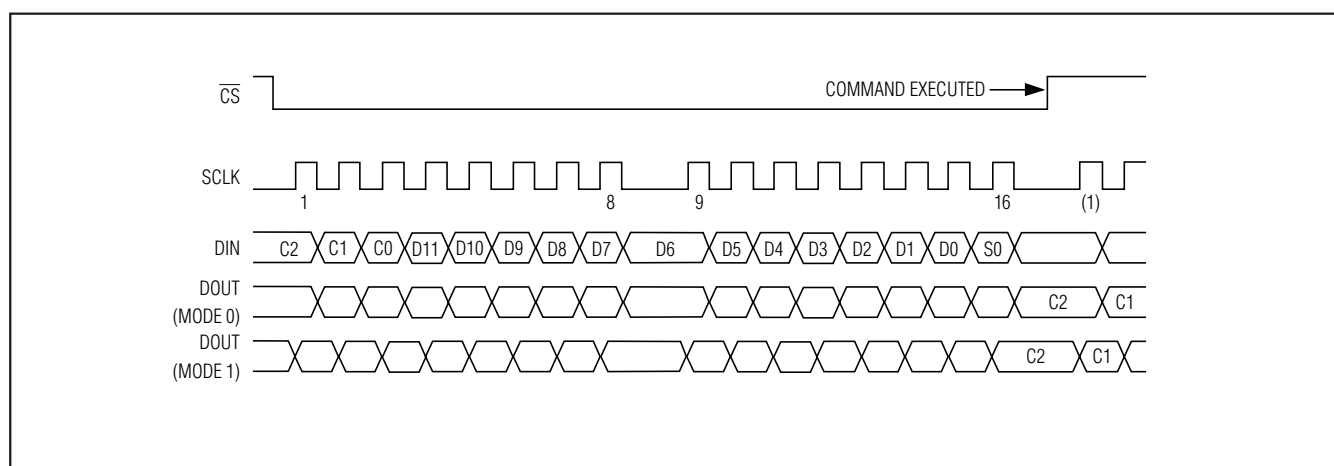 CS
COMMAND EXECUTED
SCLK
1 8 9 16 (1)
DIN C2 C1 C0 D11 D10 D9 D8 D7 D6 D5 D4 D3 D2 D1 D0 S0
DOUT
(MODE 0)
C2 C1
DOUT
(MODE 1)
C2 C1